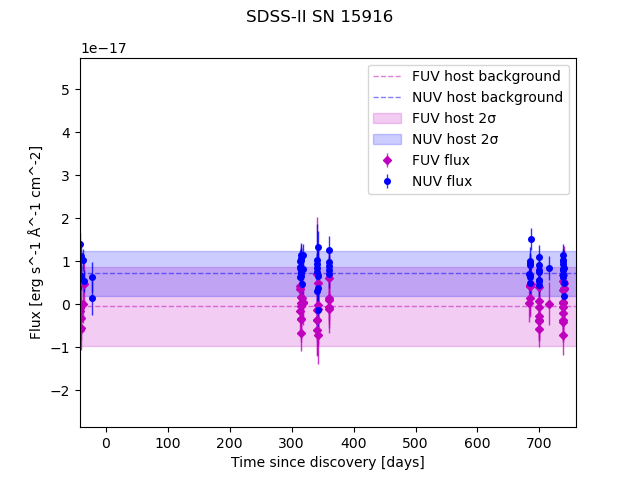 SDSS-II SN 15916
1e−17
FUV host background
NUV host background
FUV host 2σ
NUV host 2σ
FUV flux
NUV flux
5
4
3
2
1
0
−1
−2
Flux [erg s^-1 Å^-1 cm^-2]
0 100 200 300 400 500 600 700
Time since discovery [days]